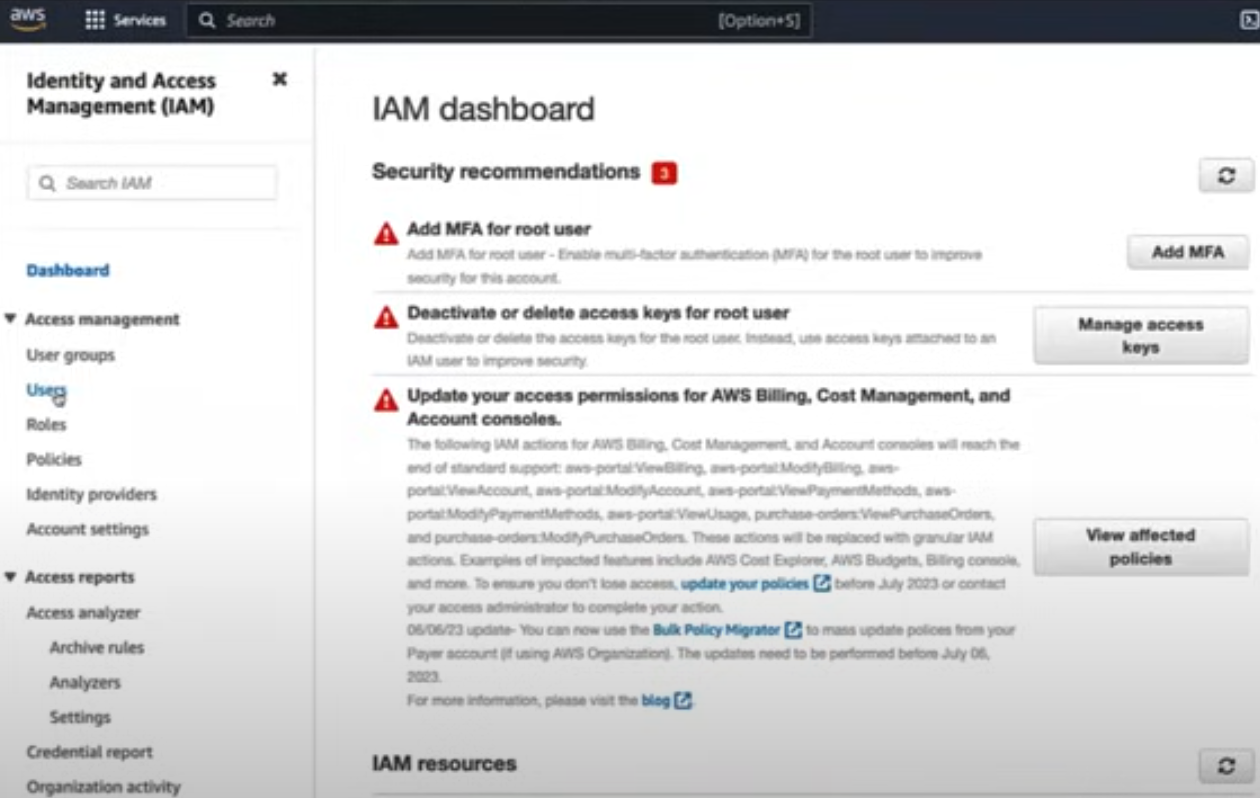 aws
Services
Search
[Option+S]
Identity and Access
Management (IAM)
Search IAM
Dashboard
Access management
User groups
Users
Roles
Policies
Identity providers
Account settings
Access reports
Access analyzer
Archive rules
Analyzers
Settings
Credential report
Organization activity
IAM dashboard
Security recommendations 3
Add MFA for root user
Add MFA for root user - Enable multi-factor authentication (MFA) for the root user to improve
security for this account.
Add MFA
Deactivate or delete access keys for root user
Deactivate or delete the access keys for the root user. Instead, use access keys attached to an
IAM user to improve security.
Manage access
keys
Update your access permissions for AWS Billing, Cost Management, and
Account consoles.
The following IAM actions for AWS Billing, Cost Management, and Account consoles will reach the
end of standard support: aws-portal:ViewBilling, aws-portal:ModifyBilling, aws-
portal:ViewAccount, aws-portal:ModifyAccount, aws-portal:ViewPaymentMethods, aws-
portal:ModifyPaymentMethods, aws-portal:ViewUsage, purchase-orders:ViewPurchaseOrders,
and purchase-orders:ModifyPurchaseOrders. These actions will be replaced with granular IAM
actions. Examples of impacted features include AWS Cost Explorer, AWS Budgets, Billing console,
and more. To ensure you don't lose access, update your policies before July 2023 or contact
your access administrator to complete your action.
06/06/23 update- You can now use the Bulk Policy Migrator to mass update polices from your
Payer account (if using AWS Organization). The updates need to be performed before July 06,
2023.
For more information, please visit the blog.
View affected
policies
IAM resources